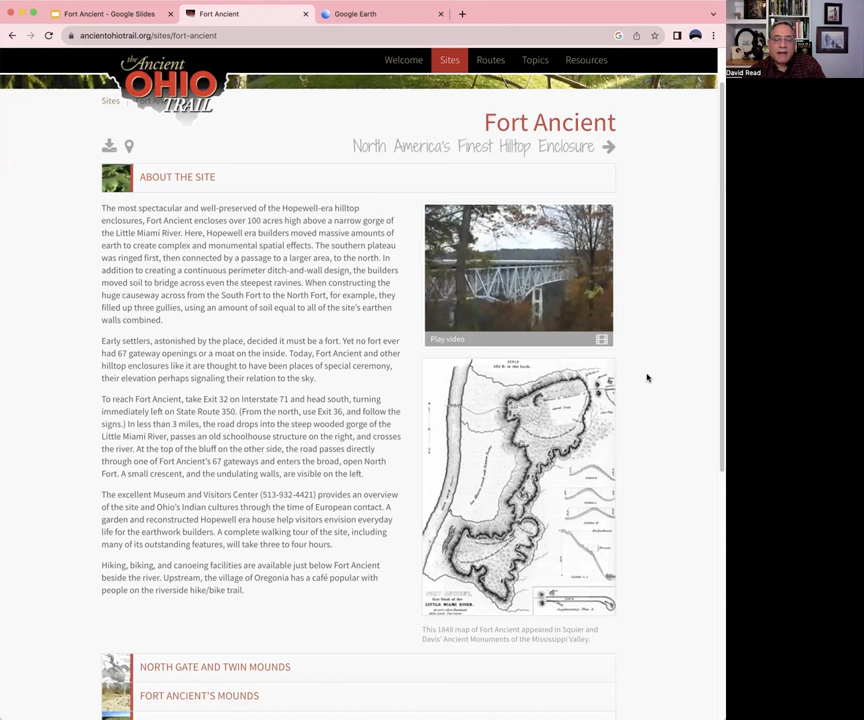 Fort Ancient - Google Slides
Fort Ancient
Google Earth
ancientohiotrail.org/sites/fort-ancient
the Ancient
OHIO
TRAIL
Welcome
Sites
Routes
Topics
Resources
Sites
Fort Ancient
North America's Finest Hilltop Enclosure
ABOUT THE SITE
The most spectacular and well-preserved of the Hopewell-era hilltop
enclosures, Fort Ancient encloses over 100 acres high above a narrow gorge of
the Little Miami River. Here, Hopewell era builders moved massive amounts of
earth to create complex and monumental spatial effects. The southern plateau
was ringed first, then connected by a passage to a larger area, to the north. In
addition to creating a continuous perimeter ditch-and-wall design, the builders
moved soil to bridge across even the steepest ravines. When constructing the
huge causeway across from the South Fort to the North Fort, for example, they
filled up three gullies, using an amount of soil equal to all of the site's earthen
walls combined.
Early settlers, astonished by the place, decided it must be a fort. Yet no fort ever
had 67 gateway openings or a moat on the inside. Today, Fort Ancient and other
hilltop enclosures like it are thought to have been places of special ceremony,
their elevation perhaps signaling their relation to the sky.
To reach Fort Ancient, take Exit 32 on Interstate 71 and head south, turning
immediately left on State Route 350. (From the north, use Exit 36, and follow the
signs.) In less than 3 miles, the road drops into the steep wooded gorge of the
Little Miami River, passes an old schoolhouse structure on the right, and crosses
the river. At the top of the bluff on the other side, the road passes directly
through one of Fort Ancient's 67 gateways and enters the broad, open North
Fort. A small crescent, and the undulating walls, are visible on the left.
The excellent Museum and Visitors Center (513-932-4421) provides an overview
of the site and Ohio's Indian cultures through the time of European contact. A
garden and reconstructed Hopewell era house help visitors envision everyday
life for the earthwork builders. A complete walking tour of the site, including
many of its outstanding features, will take three to four hours.
Hiking, biking, and canoeing facilities are available just below Fort Ancient
beside the river. Upstream, the village of Oregonia has a café popular with
people on the riverside hike/bike trail.
Play video
FORT ANCIENT,
LITTLE MIAMI RIVER.
This 1848 map of Fort Ancient appeared in Squier and
Davis' Ancient Monuments of the Mississippi Valley.
NORTH GATE AND TWIN MOUNDS
FORT ANCIENT'S MOUNDS
David Read